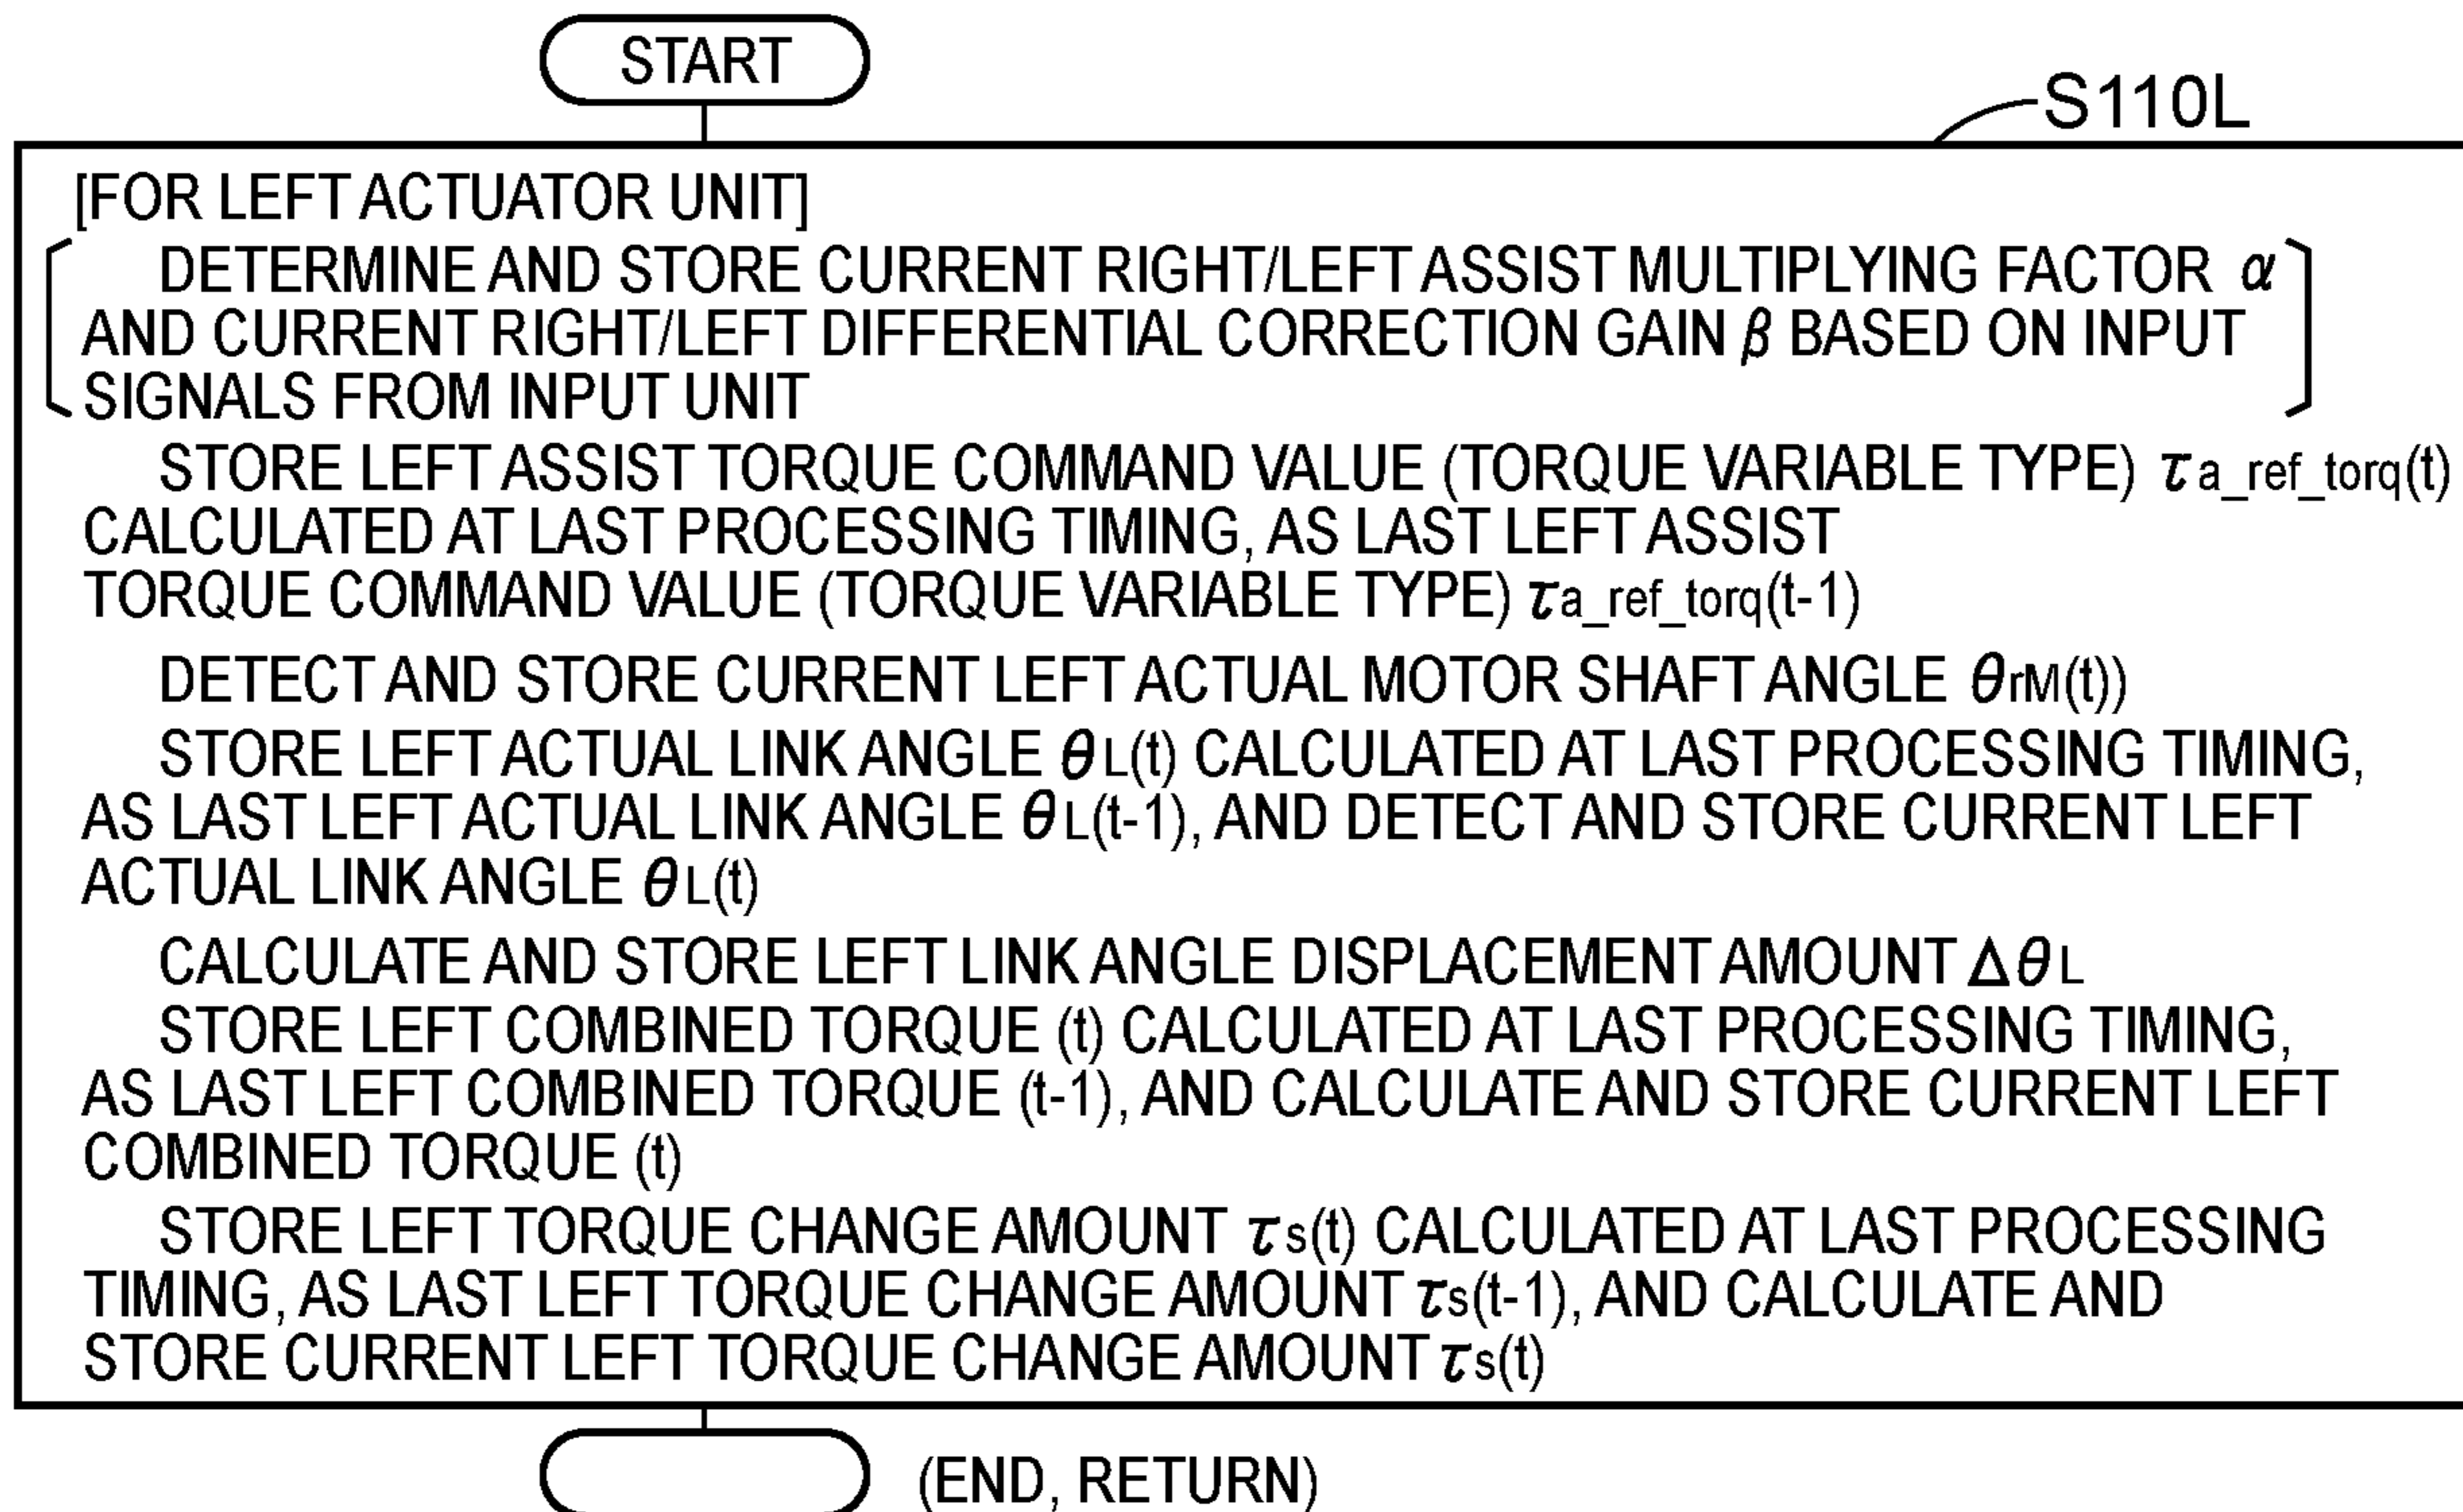 START
S110L
[FOR LEFT ACTUATOR UNIT]
DETERMINE AND STORE CURRENT RIGHT/LEFT ASSIST MULTIPLYING FACTOR α
AND CURRENT RIGHT/LEFT DIFFERENTIAL CORRECTION GAIN β BASED ON INPUT
SIGNALS FROM INPUT UNIT
STORE LEFT ASSIST TORQUE COMMAND VALUE (TORQUE VARIABLE TYPE) τa_ref_torq(t)
CALCULATED AT LAST PROCESSING TIMING, AS LAST LEFT ASSIST
TORQUE COMMAND VALUE (TORQUE VARIABLE TYPE) τa_ref_torq(t-1)
DETECT AND STORE CURRENT LEFT ACTUAL MOTOR SHAFT ANGLE θrM(t))
STORE LEFT ACTUAL LINK ANGLE θL(t) CALCULATED AT LAST PROCESSING TIMING,
AS LAST LEFT ACTUAL LINK ANGLE θL(t-1), AND DETECT AND STORE CURRENT LEFT
ACTUAL LINK ANGLE θL(t)
CALCULATE AND STORE LEFT LINK ANGLE DISPLACEMENT AMOUNT ΔθL
STORE LEFT COMBINED TORQUE (t) CALCULATED AT LAST PROCESSING TIMING,
AS LAST LEFT COMBINED TORQUE (t-1), AND CALCULATE AND STORE CURRENT LEFT
COMBINED TORQUE (t)
STORE LEFT TORQUE CHANGE AMOUNT τs(t) CALCULATED AT LAST PROCESSING
TIMING, AS LAST LEFT TORQUE CHANGE AMOUNT τs(t-1), AND CALCULATE AND
STORE CURRENT LEFT TORQUE CHANGE AMOUNT τs(t)
(END, RETURN)